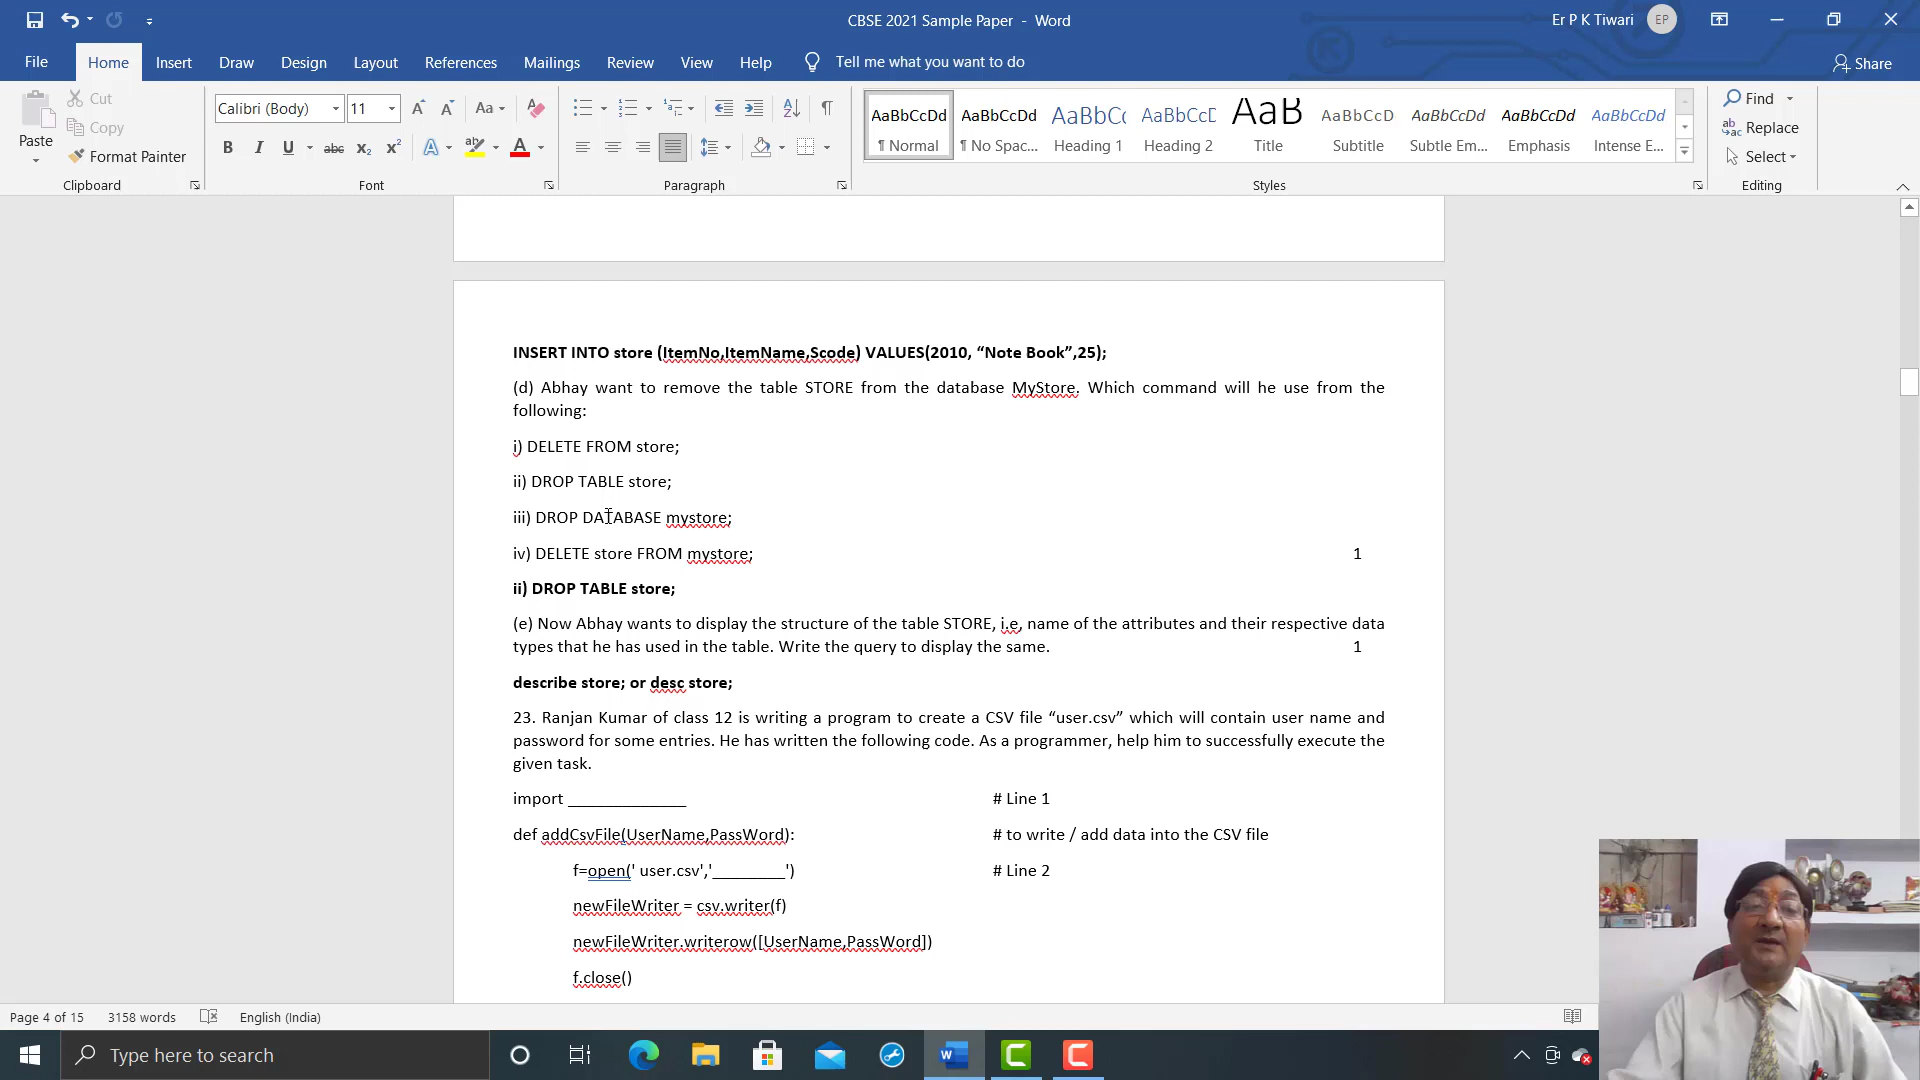 CBSE 2021 Sample Paper - Word
Er P K Tiwari
EP
File
Home
Insert
Draw
Design
Layout
References
Mailings
Review
View
Help
Tell me what you want to do
Share
Paste
Cut
Copy
Format Painter
Clipboard
Calibri (Body)
11
Font
Paragraph
AaBbCcDd
¶ Normal
AaBbCcDd
¶ No Spac...
AaBbCc
Heading 1
AaBbCcD
Heading 2
AaB
Title
AaBbCcD
Subtitle
AaBbCcDd
Subtle Em...
AaBbCcDd
Emphasis
AaBbCcDd
Intense E...
Styles
Find
Replace
Select
Editing
INSERT INTO store (ItemNo,ItemName,Scode) VALUES(2010, “Note Book”,25);
(d) Abhay want to remove the table STORE from the database MyStore. Which command will he use from the
following:
i) DELETE FROM store;
ii) DROP TABLE store;
iii) DROP DATABASE mystore;
iv) DELETE store FROM mystore; 1
ii) DROP TABLE store;
(e) Now Abhay wants to display the structure of the table STORE, i.e, name of the attributes and their respective data
types that he has used in the table. Write the query to display the same. 1
describe store; or desc store;
23. Ranjan Kumar of class 12 is writing a program to create a CSV file “user.csv” which will contain user name and
password for some entries. He has written the following code. As a programmer, help him to successfully execute the
given task.
import _____________ # Line 1
def addCsvFile(UserName,PassWord): # to write / add data into the CSV file
f=open(' user.csv','________') # Line 2
newFileWriter = csv.writer(f)
newFileWriter.writerow([UserName,PassWord])
f.close()
Page 4 of 15
3158 words
English (India)
Type here to search